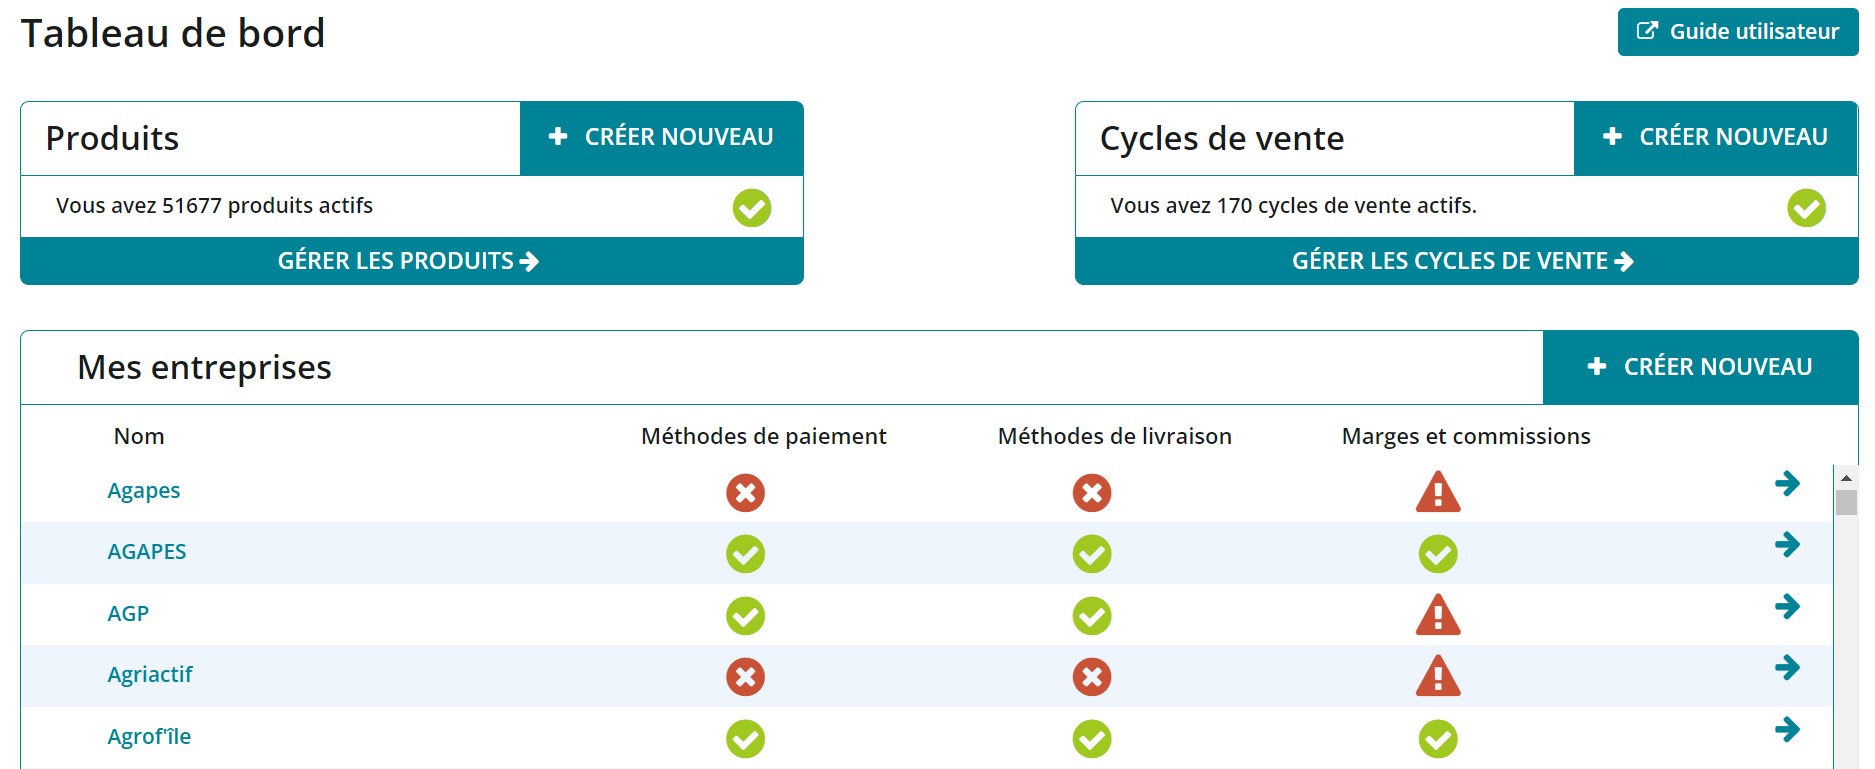 Tableau de bord
Guide utilisateur
Produits
CRÉER NOUVEAU
Vous avez 51677 produits actifs
GÉRER LES PRODUITS
Cycles de vente
CRÉER NOUVEAU
Vous avez 170 cycles de vente actifs.
GÉRER LES CYCLES DE VENTE
Mes entreprises
CRÉER NOUVEAU
Nom Méthodes de paiement Méthodes de livraison Marges et commissions
Agapes
AGAPES
AGP
Agriactif
Agrof'île